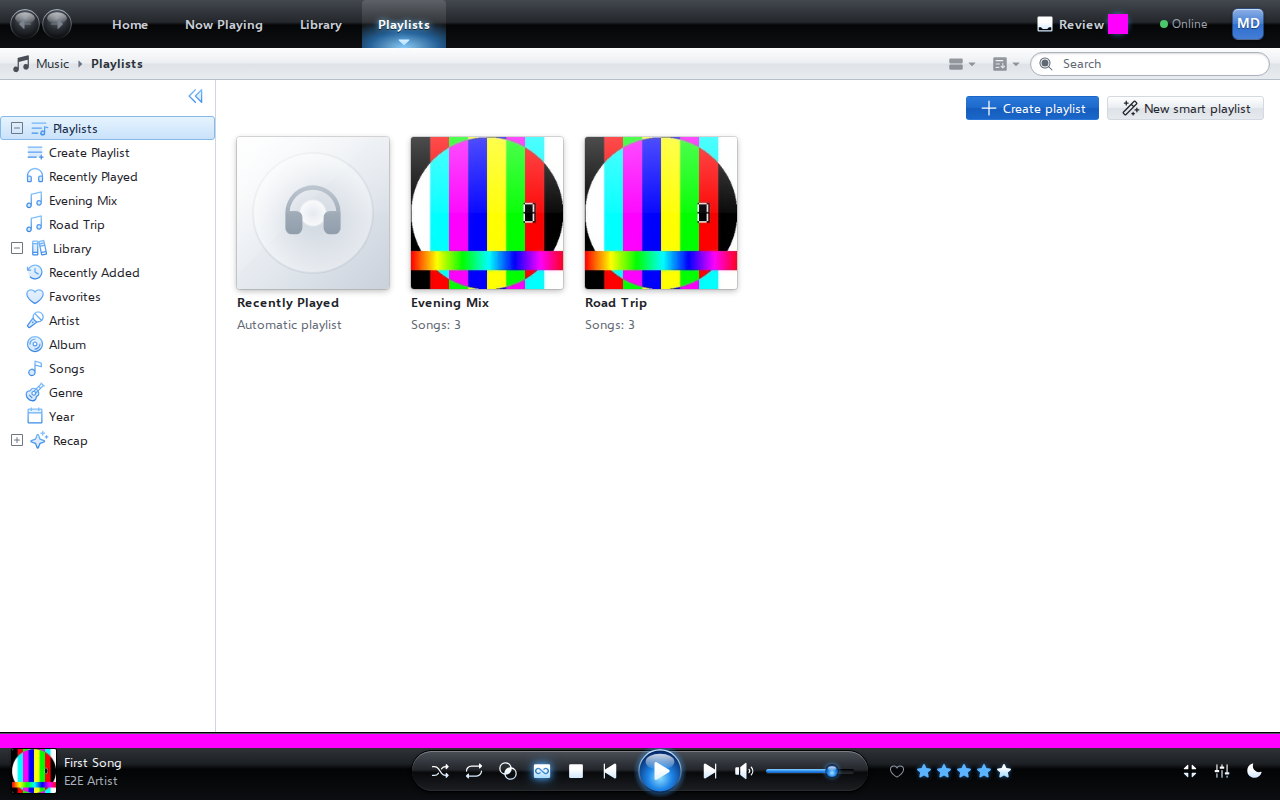 Home
Now Playing
Library
Playlists
Review
Online
MD
Music
Playlists
Search
Playlists
Create Playlist
Recently Played
Evening Mix
Road Trip
Library
Recently Added
Favorites
Artist
Album
Songs
Genre
Year
Recap
Create playlist
New smart playlist
Recently Played
Automatic playlist
Evening Mix
Songs: 3
Road Trip
Songs: 3
First Song
E2E Artist